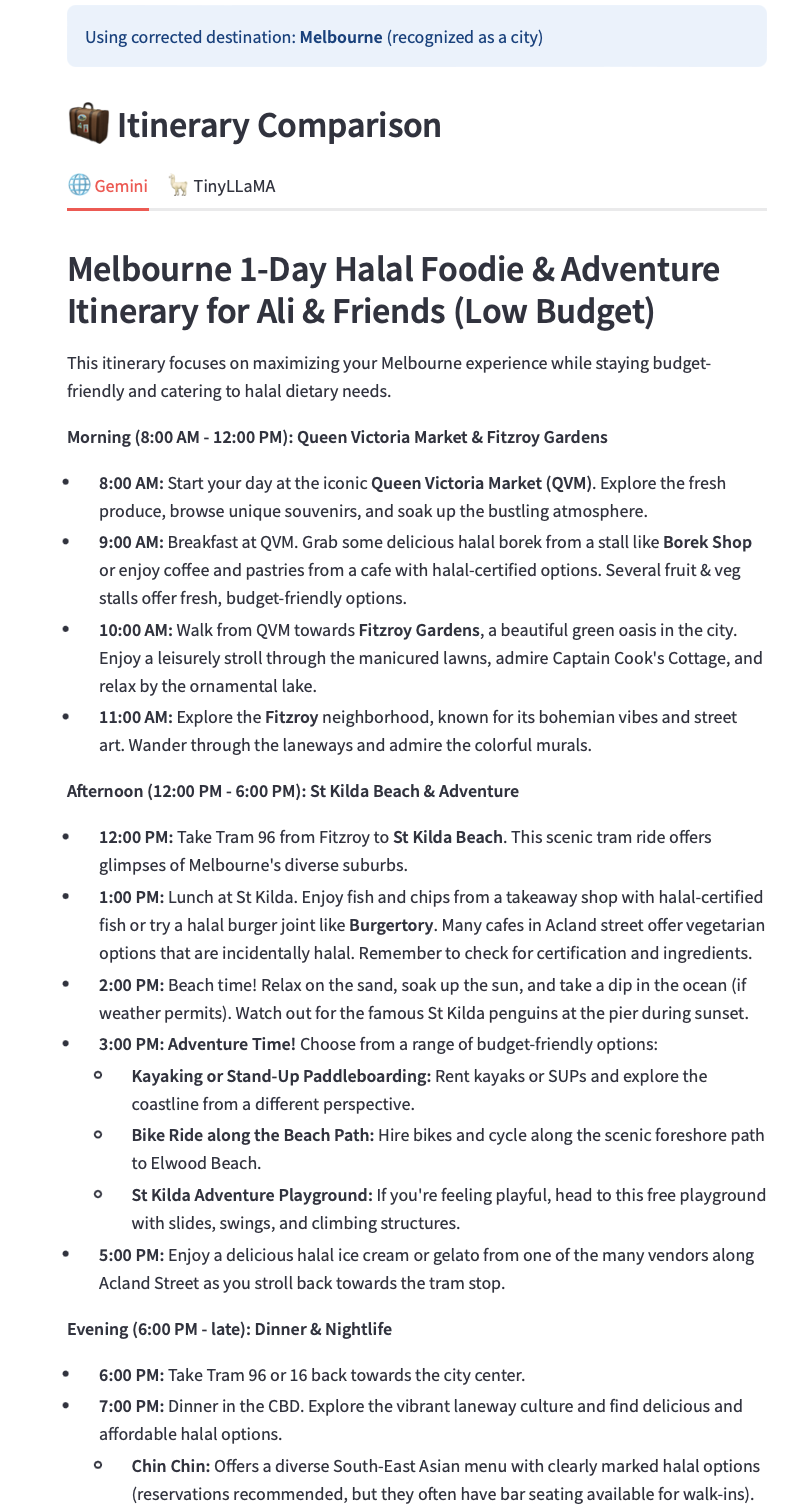 Using corrected destination: Melbourne (recognized as a city)
Itinerary Comparison
Gemini TinyLLaMA
Melbourne 1-Day Halal Foodie & Adventure
Itinerary for Ali & Friends (Low Budget)
This itinerary focuses on maximizing your Melbourne experience while staying budget-
friendly and catering to halal dietary needs.
Morning (8:00 AM - 12:00 PM): Queen Victoria Market & Fitzroy Gardens
8:00 AM: Start your day at the iconic Queen Victoria Market (QVM). Explore the fresh
produce, browse unique souvenirs, and soak up the bustling atmosphere.
9:00 AM: Breakfast at QVM. Grab some delicious halal borek from a stall like Borek Shop
or enjoy coffee and pastries from a cafe with halal-certified options. Several fruit & veg
stalls offer fresh, budget-friendly options.
10:00 AM: Walk from QVM towards Fitzroy Gardens, a beautiful green oasis in the city.
Enjoy a leisurely stroll through the manicured lawns, admire Captain Cook's Cottage, and
relax by the ornamental lake.
11:00 AM: Explore the Fitzroy neighborhood, known for its bohemian vibes and street
art. Wander through the laneways and admire the colorful murals.
Afternoon (12:00 PM - 6:00 PM): St Kilda Beach & Adventure
12:00 PM: Take Tram 96 from Fitzroy to St Kilda Beach. This scenic tram ride offers
glimpses of Melbourne's diverse suburbs.
1:00 PM: Lunch at St Kilda. Enjoy fish and chips from a takeaway shop with halal-certified
fish or try a halal burger joint like Burgertory. Many cafes in Acland street offer vegetarian
options that are incidentally halal. Remember to check for certification and ingredients.
2:00 PM: Beach time! Relax on the sand, soak up the sun, and take a dip in the ocean (if
weather permits). Watch out for the famous St Kilda penguins at the pier during sunset.
3:00 PM: Adventure Time! Choose from a range of budget-friendly options:
Kayaking or Stand-Up Paddleboarding: Rent kayaks or SUPs and explore the
coastline from a different perspective.
Bike Ride along the Beach Path: Hire bikes and cycle along the scenic foreshore path
to Elwood Beach.
St Kilda Adventure Playground: If you're feeling playful, head to this free playground
with slides, swings, and climbing structures.
5:00 PM: Enjoy a delicious halal ice cream or gelato from one of the many vendors along
Acland Street as you stroll back towards the tram stop.
Evening (6:00 PM - late): Dinner & Nightlife
6:00 PM: Take Tram 96 or 16 back towards the city center.
7:00 PM: Dinner in the CBD. Explore the vibrant laneway culture and find delicious and
affordable halal options.
Chin Chin: Offers a diverse South-East Asian menu with clearly marked halal options
(reservations recommended, but they often have bar seating available for walk-ins).